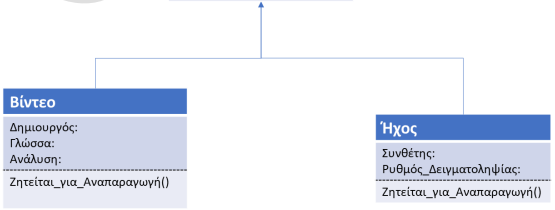 Βίντεο
Δημιουργός:
Γλώσσα:
Ανάλυση:
Ζητείται_για_Αναπαραγωγή()
Ήχος
Συνθέτης:
Ρυθμός_Δειγματοληψίας:
Ζητείται_για_Αναπαραγωγή()